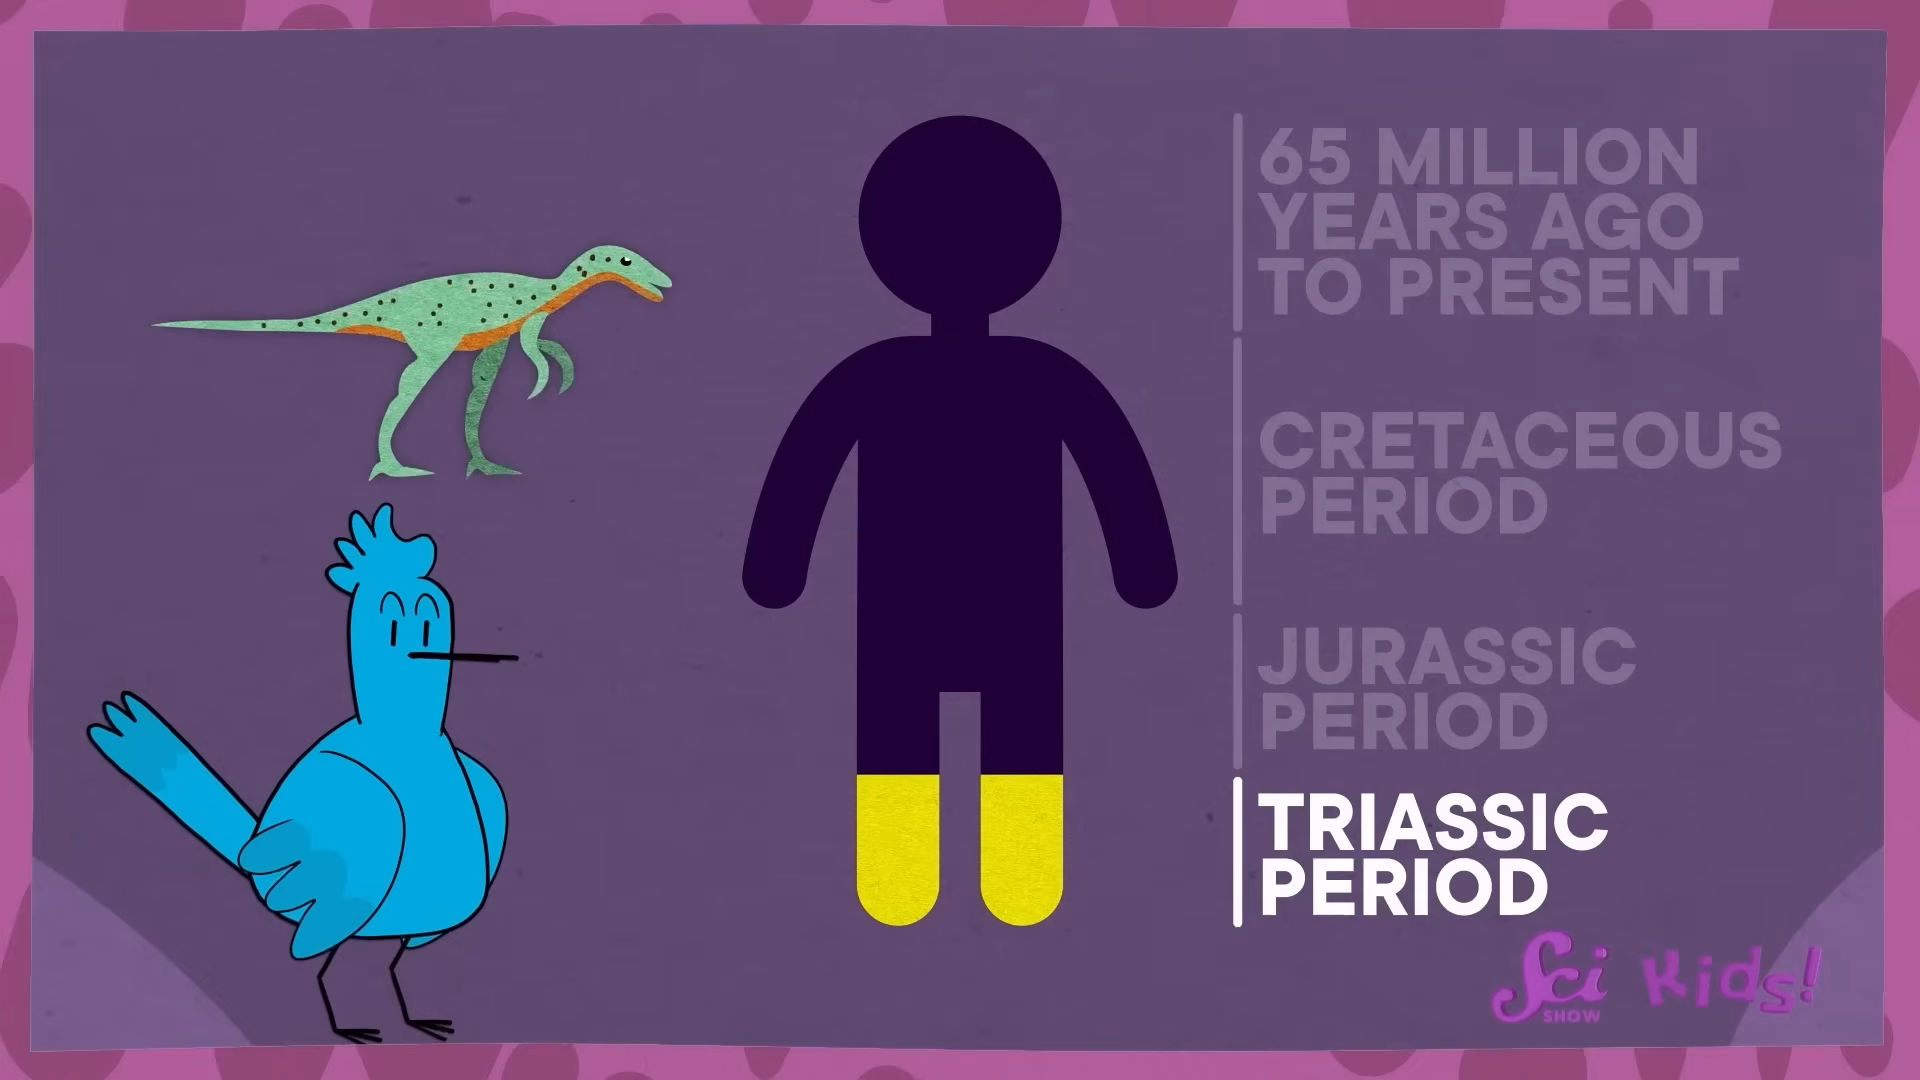 65 MILLION
YEARS AGO
TO PRESENT
CRETACEOUS
PERIOD
JURASSIC
PERIOD
TRIASSIC
PERIOD
Sci Kids!
SHOW